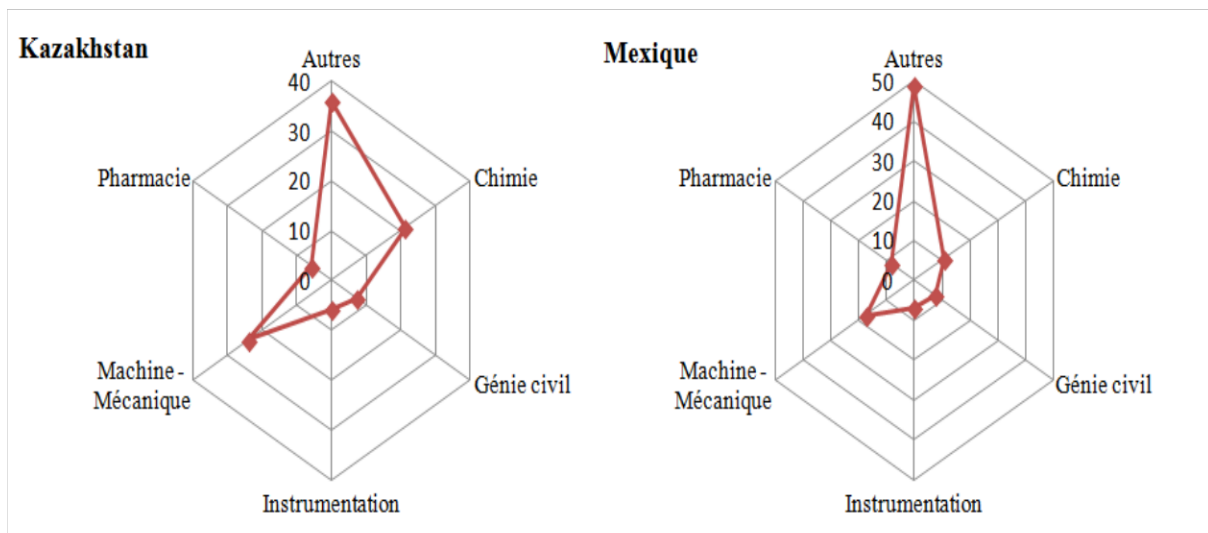 Kazakhstan
Autres
40
30
20
10
0
Chimie
Génie civil
Instrumentation
Machine -
Mécanique
Pharmacie
Mexique
Autres
50
40
30
20
10
0
Chimie
Génie civil
Instrumentation
Machine -
Mécanique
Pharmacie